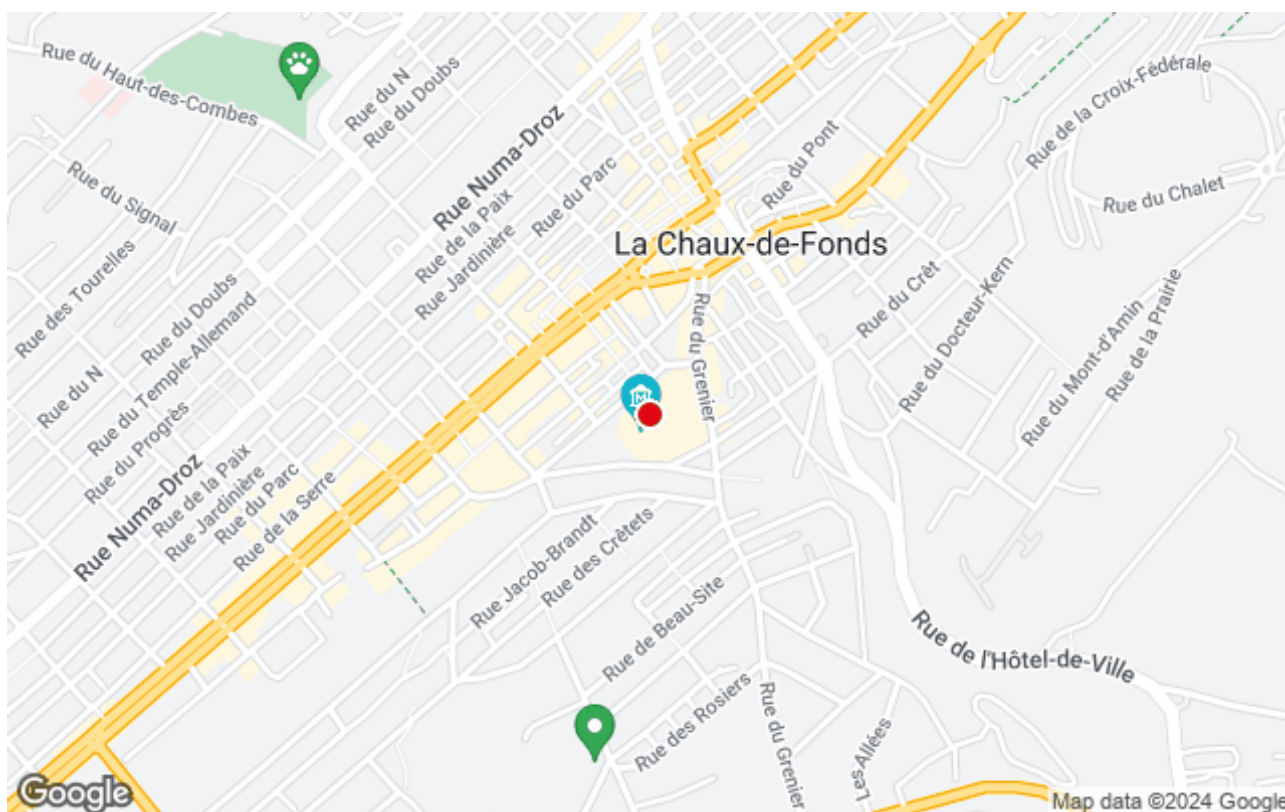 Rue du Haut-des-Combes
Rue du N
Rue du Doubs
Rue Numa-Droz
Rue du Signal
Rue des Tourelles
Rue de la Paix
Rue Jardinière
Rue du Parc
Rue du Pont
Rue de la Croix-Fédérale
Rue du Chalet
La Chaux-de-Fonds
Rue du Doubs
Rue du Temple-Allemand
Rue du N
Rue du Progrès
Rue du Grenier
Rue du Crêt
Rue du Docteur-Kern
Rue du Mont-d'Amin
Rue de la Prairie
M
Rue Numa-Droz
Rue de la Paix
Rue Jardinière
Rue du Parc
Rue de la Serre
Rue Jacob-Brandt
Rue des Crêtets
Rue de Beau-Site
Rue des Rosiers
Rue du Grenier
Les Allées
Rue de l'Hôtel-de-Ville
Google
Map data ©2024 Google